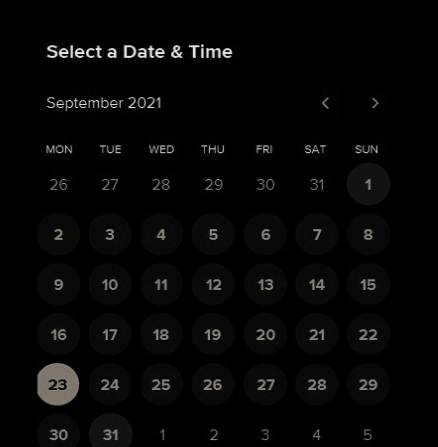 Select a Date & Time
September 2021
MON TUE WED THU FRI SAT SUN
26 27 28 29 30 31 1
2 3 4 5 6 7 8
9 10 11 12 13 14 15
16 17 18 19 20 21 22
23 24 25 26 27 28 29
30 31 1 2 3 4 5